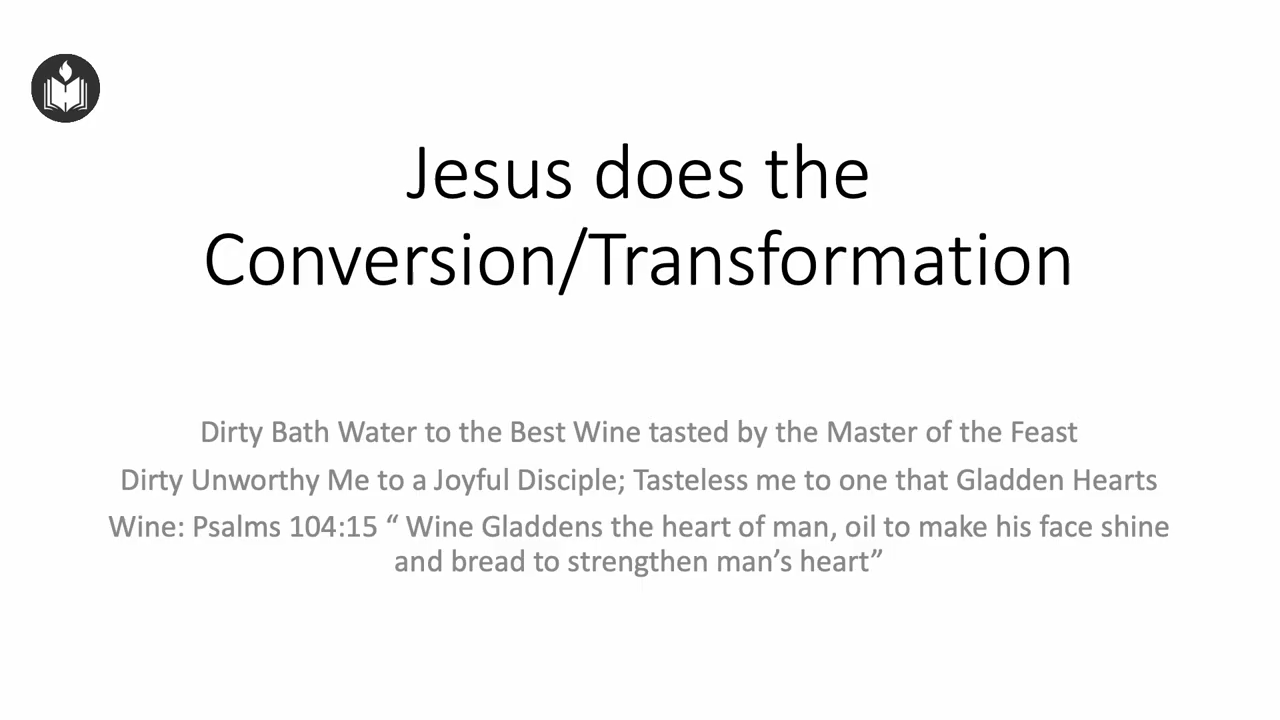 Jesus does the
Conversion/Transformation
Dirty Bath Water to the Best Wine tasted by the Master of the Feast
Dirty Unworthy Me to a Joyful Disciple; Tasteless me to one that Gladden Hearts
Wine: Psalms 104:15 “ Wine Gladdens the heart of man, oil to make his face shine
and bread to strengthen man’s heart”